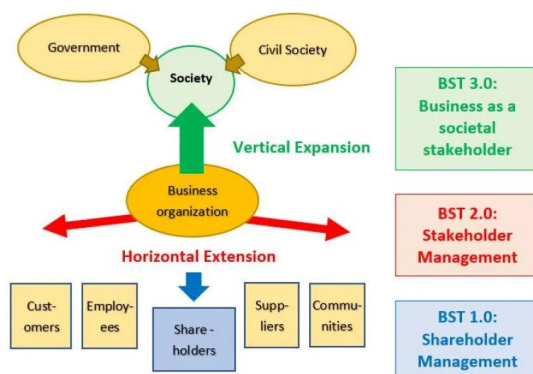 Government
Civil Society
Society
BST 3.0:
Business as a
societal
stakeholder
Vertical Expansion
Business
organization
BST 2.0:
Stakeholder
Management
Horizontal Extension
Cust-
omers
Employ-
ees
Share -
holders
Supp-
liers
Commu-
nities
BST 1.0:
Shareholder
Management